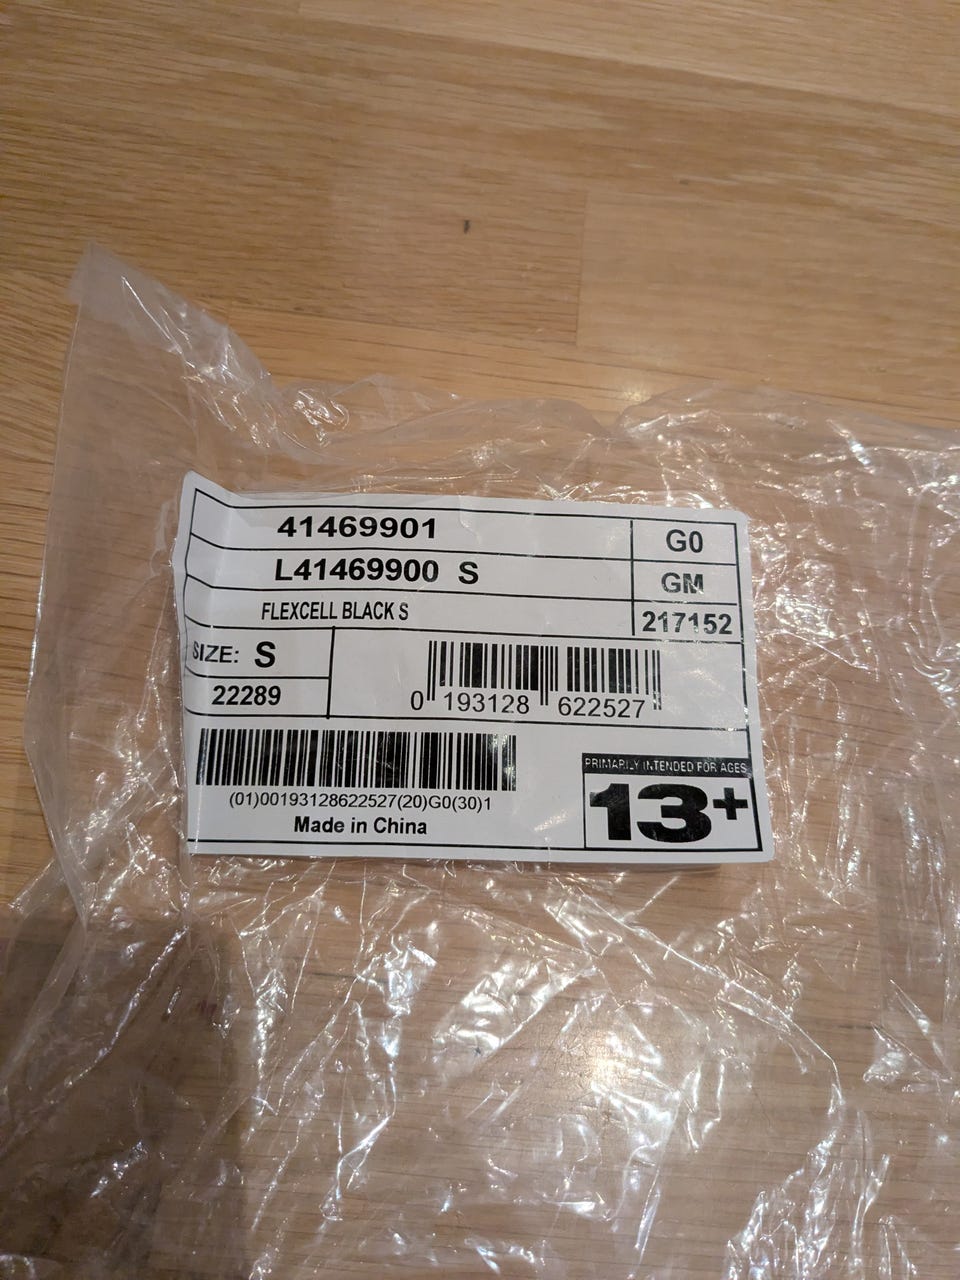 41469901
G0
L41469900 S
GM
FLEXCELL BLACK S
217152
SIZE: S
22289
0 193128 622527
(01)00193128622527(20)G0(30)1
Made in China
PRIMARILY INTENDED FOR AGES
13+